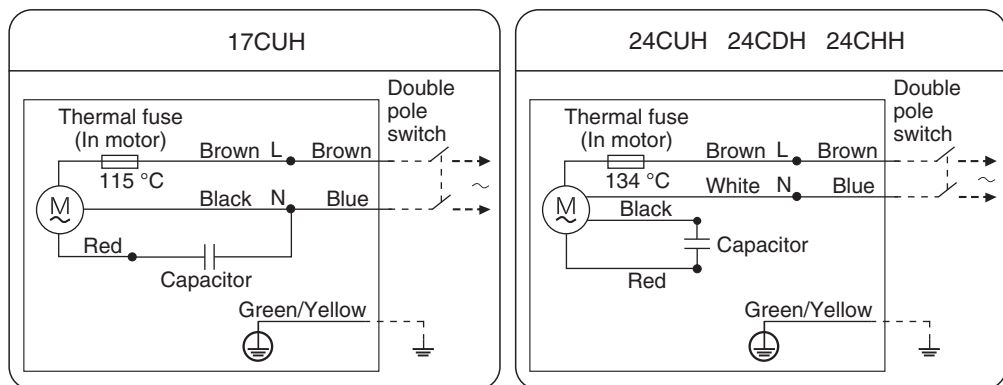 17CUH
Double
pole
switch
Thermal fuse
(In motor)
Brown L Brown
115 °C
M
Black N Blue
Red
Capacitor
Green/Yellow
24CUH 24CDH 24CHH
Double
pole
switch
Thermal fuse
(In motor)
Brown L Brown
134 °C
White N Blue
M
Black
Capacitor
Red
Green/Yellow